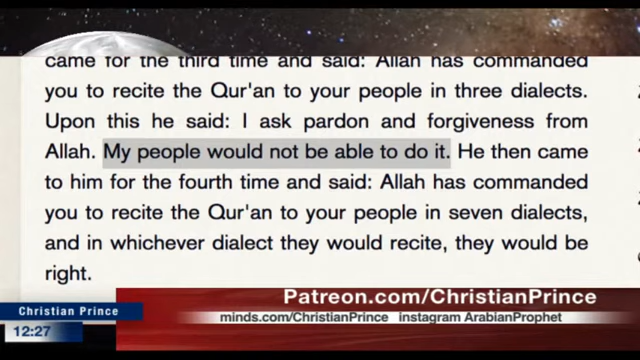 came for the third time and said: Allah has commanded
you to recite the Qur'an to your people in three dialects.
Upon this he said: I ask pardon and forgiveness from
Allah. My people would not be able to do it. He then came
to him for the fourth time and said: Allah has commanded
you to recite the Qur'an to your people in seven dialects,
and in whichever dialect they would recite, they would be
right.
Patreon.com/ChristianPrince
Christian Prince
minds.com/ChristianPrince instagram ArabianProphet
12:27